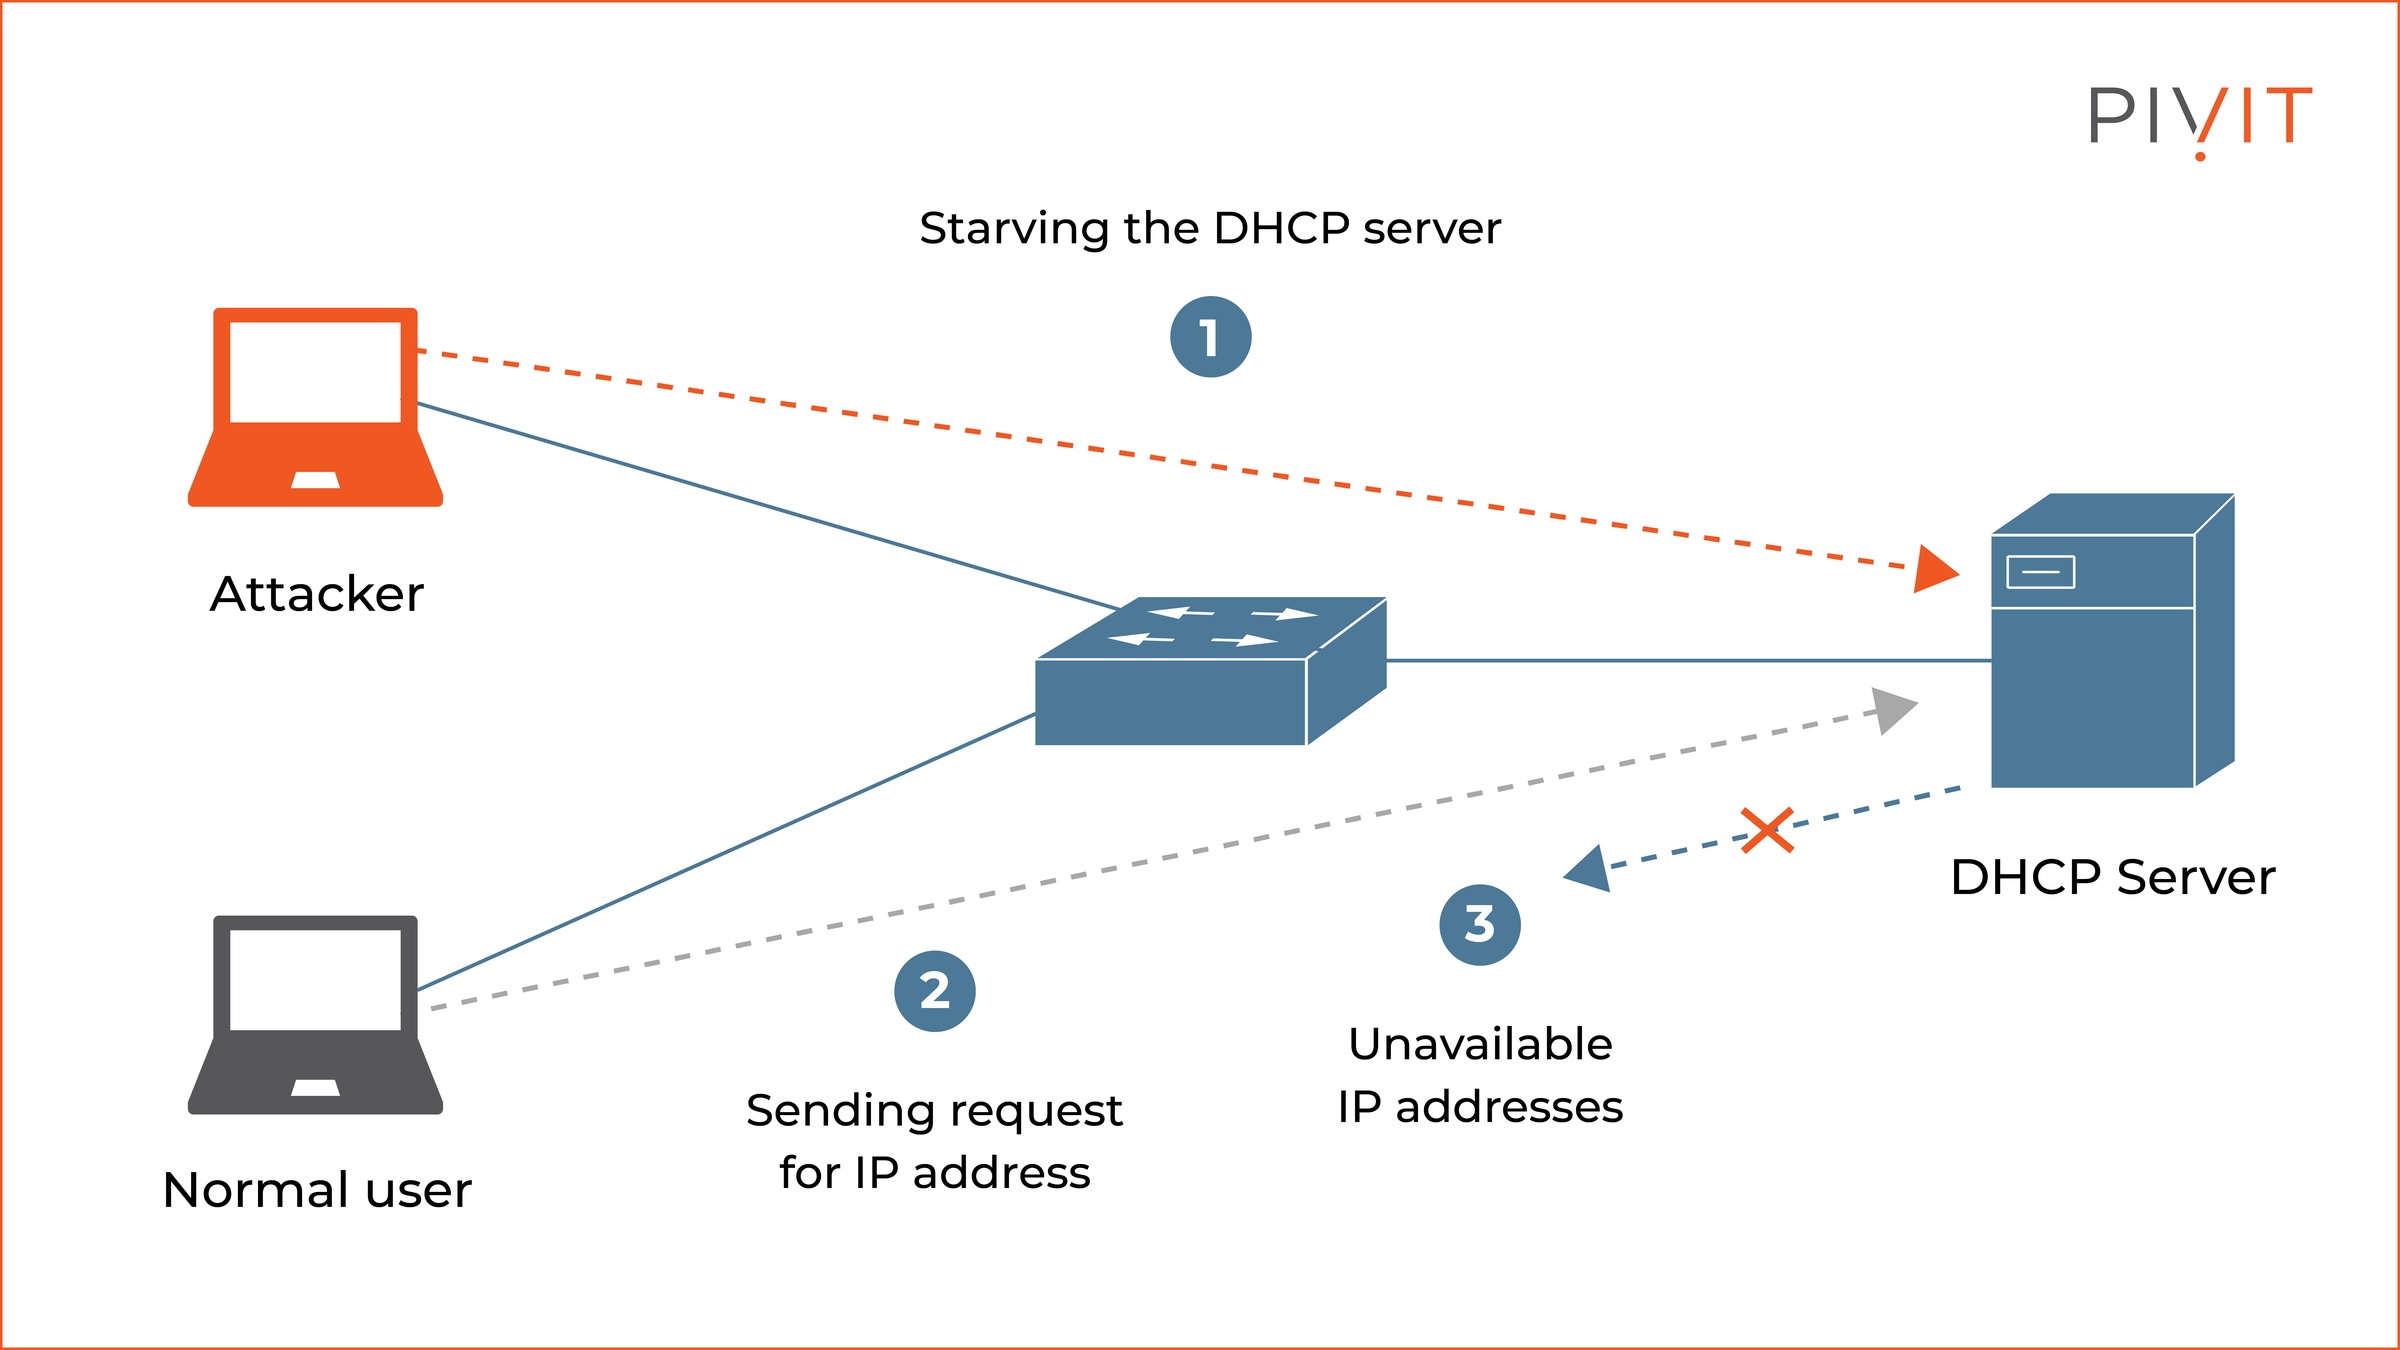 PIVIT
Starving the DHCP server
1
Attacker
DHCP Server
3
2
Unavailable
IP addresses
Sending request
for IP address
Normal user